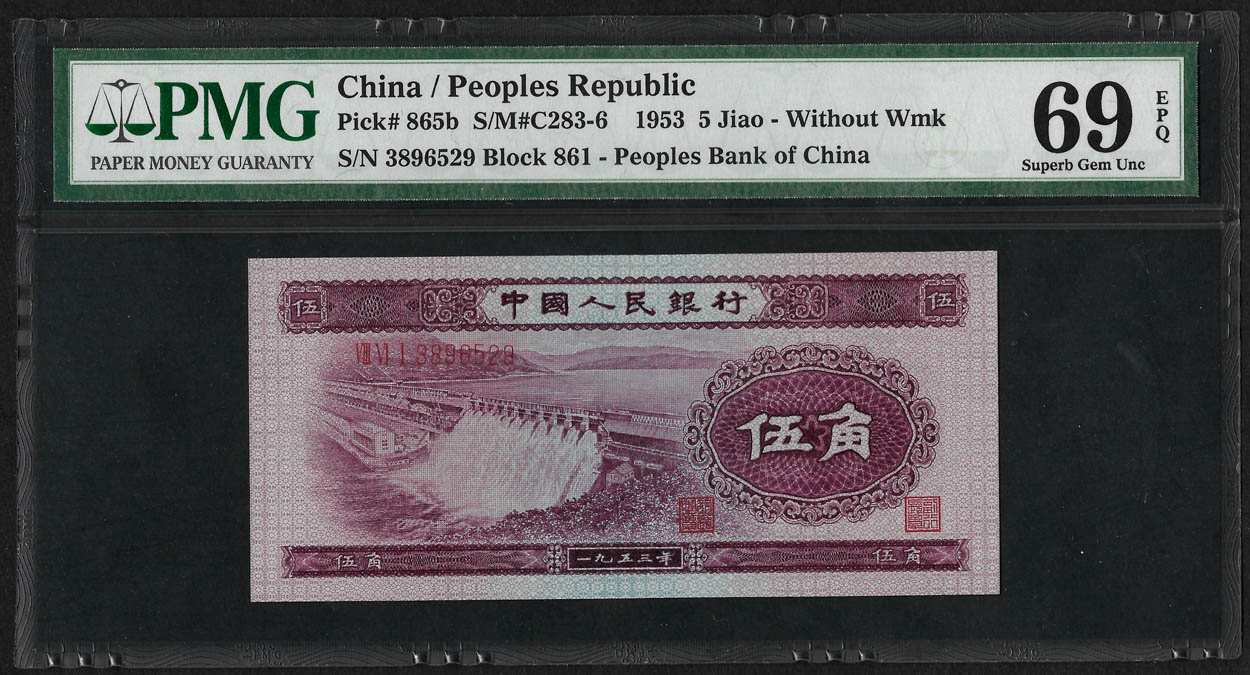 PMG
PAPER MONEY GUARANTY
China / Peoples Republic
Pick# 865b S/M#C283-6 1953 5 Jiao - Without Wmk
S/N 3896529 Block 861 - Peoples Bank of China
69
EPQ
Superb Gem Unc
伍 中國人民銀行 伍
VIII VI I 3896529
伍角
伍角 一九五三年 伍角